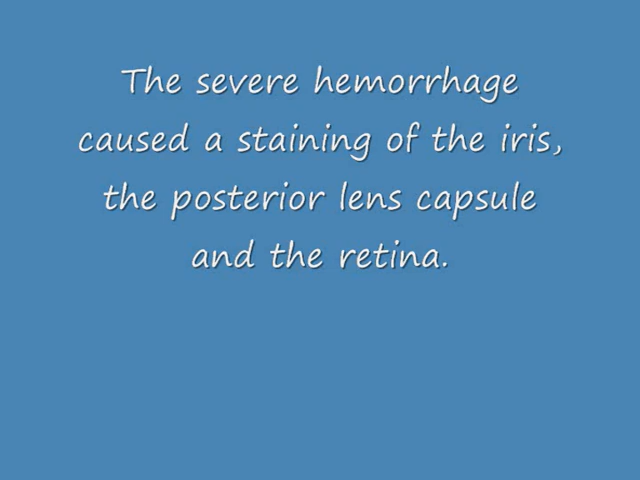 The severe hemorrhage
caused a staining of the iris,
the posterior lens capsule
and the retina.